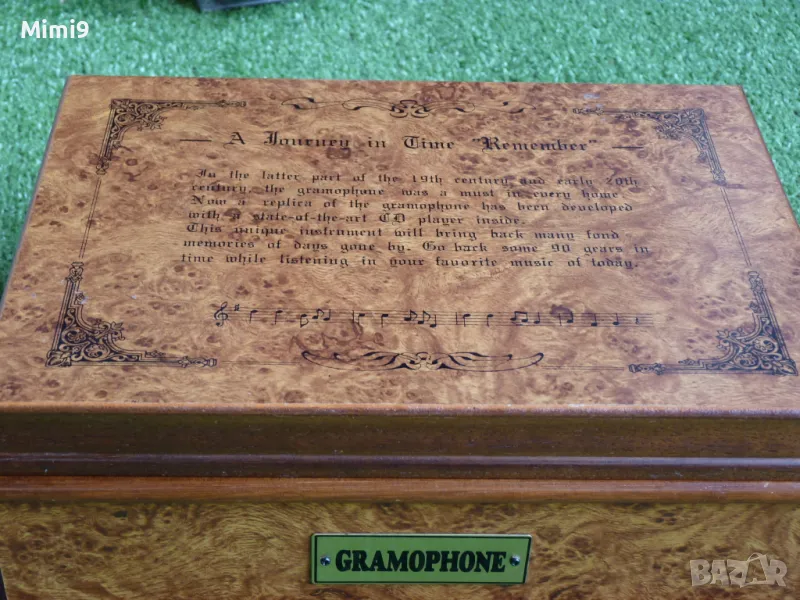 Mimi9
A Journey in Time "Remember"
In the latter part of the 19th century and early 20th
century, the gramophone was a must in every home.
Now a replica of the gramophone has been developed
with a state-of-the-art CD player inside.
This unique instrument will bring back many fond
memories of days gone by. Go back some 90 years in
time while listening in your favorite music of today.
GRAMOPHONE
BAZAR